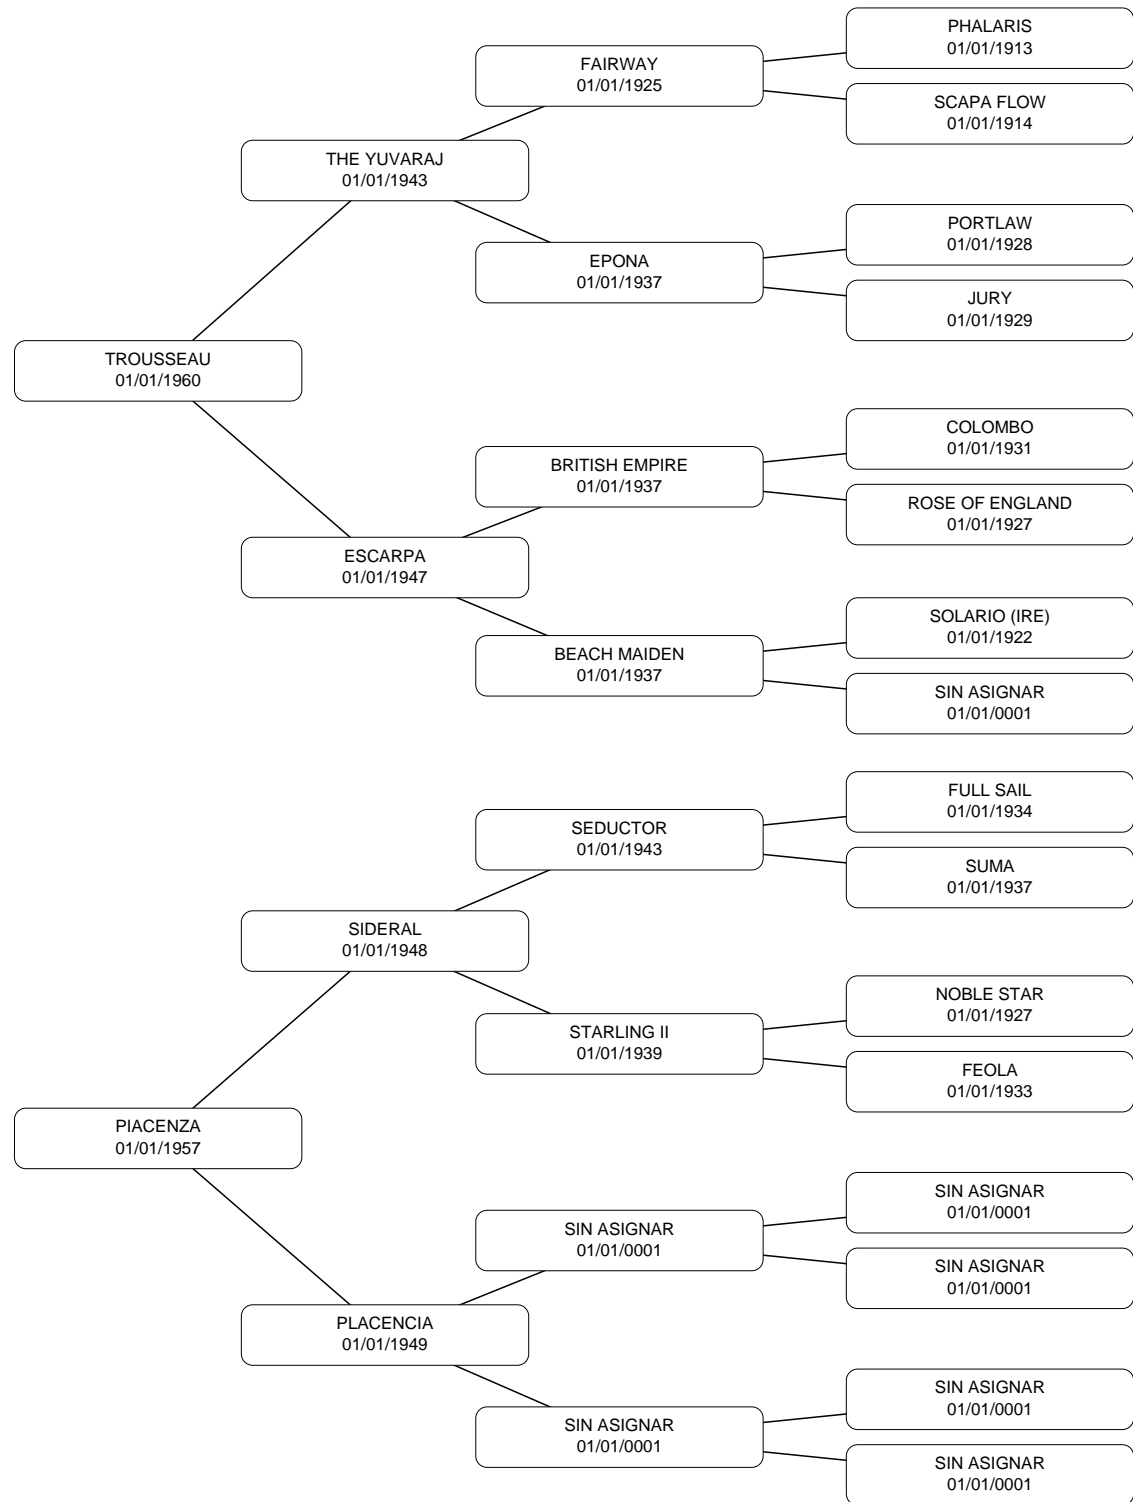 PHALARIS
01/01/1913
FAIRWAY
01/01/1925
SCAPA FLOW
01/01/1914
THE YUVARAJ
01/01/1943
PORTLAW
01/01/1928
EPONA
01/01/1937
JURY
01/01/1929
TROUSSEAU
01/01/1960
COLOMBO
01/01/1931
BRITISH EMPIRE
01/01/1937
ROSE OF ENGLAND
01/01/1927
ESCARPA
01/01/1947
SOLARIO (IRE)
01/01/1922
BEACH MAIDEN
01/01/1937
SIN ASIGNAR
01/01/0001
FULL SAIL
01/01/1934
SEDUCTOR
01/01/1943
SUMA
01/01/1937
SIDERAL
01/01/1948
NOBLE STAR
01/01/1927
STARLING II
01/01/1939
FEOLA
01/01/1933
PIACENZA
01/01/1957
SIN ASIGNAR
01/01/0001
SIN ASIGNAR
01/01/0001
SIN ASIGNAR
01/01/0001
PLACENCIA
01/01/1949
SIN ASIGNAR
01/01/0001
SIN ASIGNAR
01/01/0001
SIN ASIGNAR
01/01/0001